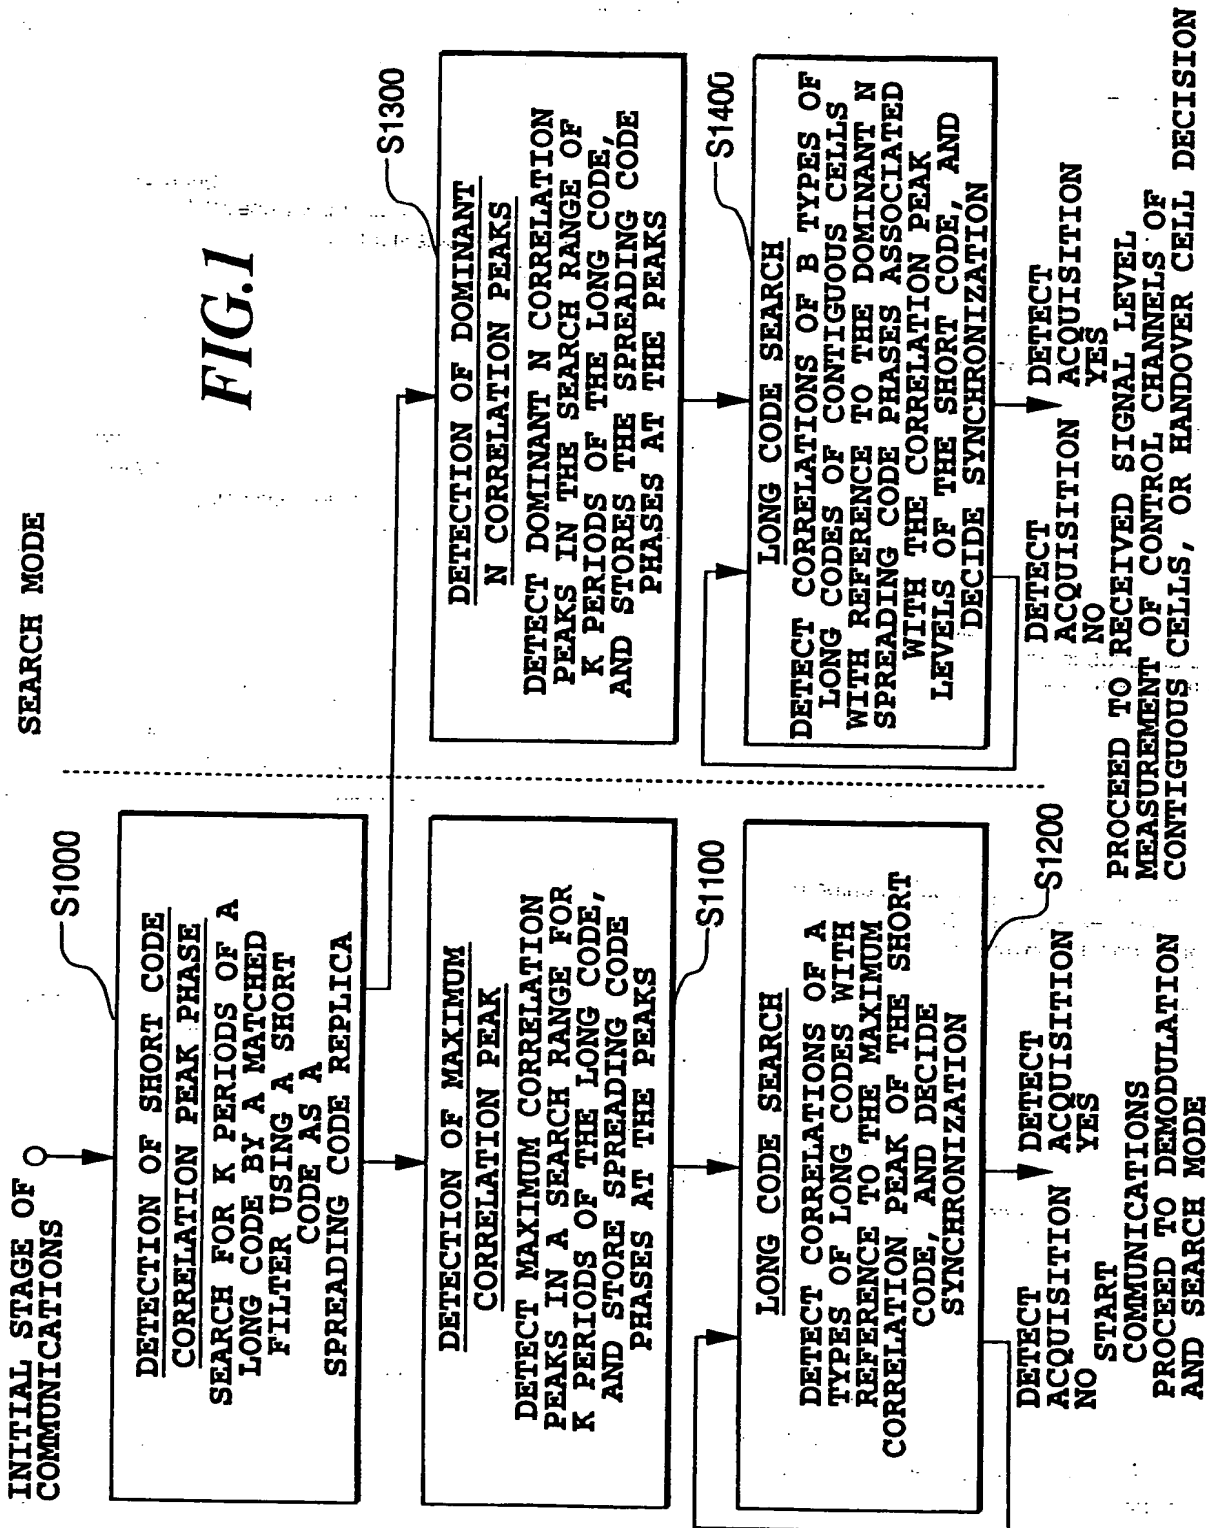 FIG.1
INITIAL STAGE OF
COMMUNICATIONS
S1000
DETECTION OF SHORT CODE
CORRELATION PEAK PHASE
SEARCH FOR K PERIODS OF A
LONG CODE BY A MATCHED
FILTER USING A SHORT
CODE AS A
SPREADING CODE REPLICA
DETECTION OF MAXIMUM
CORRELATION PEAK
DETECT MAXIMUM CORRELATION
PEAKS IN A SEARCH RANGE FOR
K PERIODS OF THE LONG CODE,
AND STORE SPREADING CODE
PHASES AT THE PEAKS
S1100
LONG CODE SEARCH
DETECT CORRELATIONS OF A
TYPES OF LONG CODES WITH
REFERENCE TO THE MAXIMUM
CORRELATION PEAK OF THE SHORT
CODE, AND DECIDE
SYNCHRONIZATION
S1200
DETECT
ACQUISITION
NO
DETECT
ACQUISITION
YES
START
COMMUNICATIONS
PROCEED TO DEMODULATION
AND SEARCH MODE
SEARCH MODE
S1300
DETECTION OF DOMINANT
N CORRELATION PEAKS
DETECT DOMINANT N CORRELATION
PEAKS IN THE SEARCH RANGE OF
K PERIODS OF THE LONG CODE,
AND STORES THE SPREADING CODE
PHASES AT THE PEAKS
S1400
LONG CODE SEARCH
DETECT CORRELATIONS OF B TYPES OF
LONG CODES OF CONTIGUOUS CELLS
WITH REFERENCE TO THE DOMINANT N
SPREADING CODE PHASES ASSOCIATED
WITH THE CORRELATION PEAK
LEVELS OF THE SHORT CODE, AND
DECIDE SYNCHRONIZATION
DETECT
ACQUISITION
NO
DETECT
ACQUISITION
YES
PROCEED TO RECEIVED SIGNAL LEVEL
MEASUREMENT OF CONTROL CHANNELS OF
CONTIGUOUS CELLS, OR HANDOVER CELL DECISION